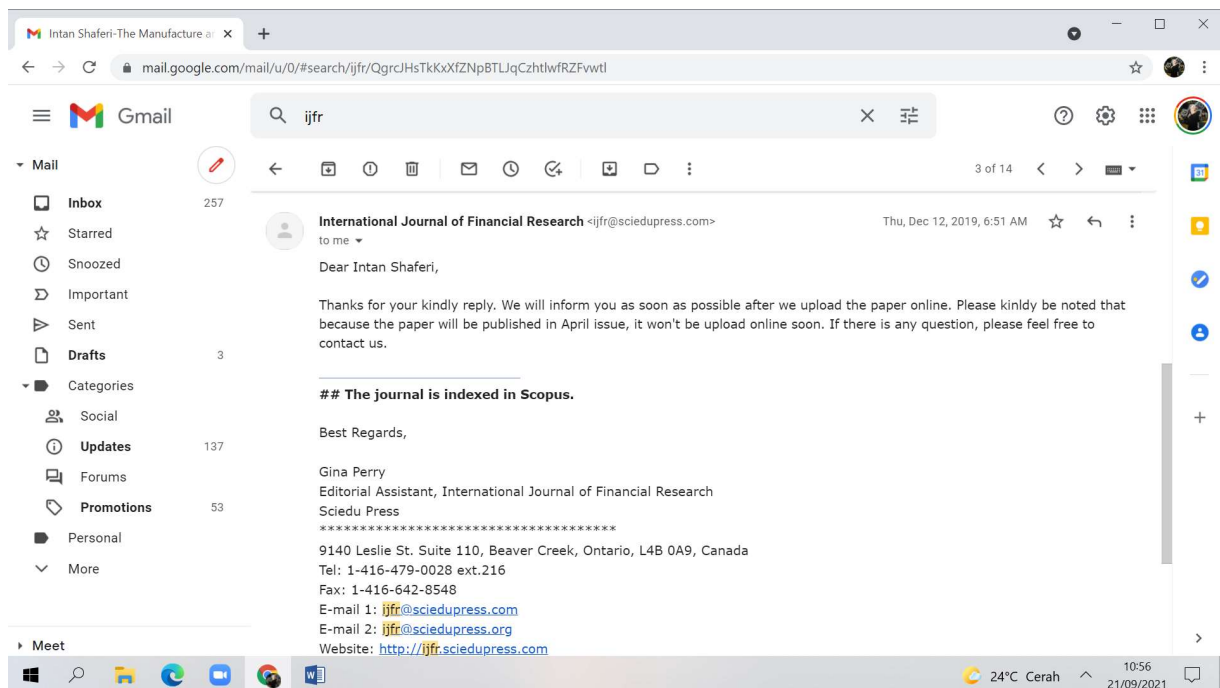 Intan Shaferi-The Manufacture a
mail.google.com/mail/u/0/#search/ijfr/QgrcJHsTkKxXfZNpBTLJqCzhtlwfRZFvwtl
Gmail
ijfr
Mail
3 of 14
31
Inbox 257
Starred
Snoozed
Important
Sent
Drafts 3
Categories
Social
Updates 137
Forums
Promotions 53
Personal
More
Meet
International Journal of Financial Research <ijfr@sciedupress.com>
Thu, Dec 12, 2019, 6:51 AM
to me
Dear Intan Shaferi,
Thanks for your kindly reply. We will inform you as soon as possible after we upload the paper online. Please kinldy be noted that
because the paper will be published in April issue, it won't be upload online soon. If there is any question, please feel free to
contact us.
## The journal is indexed in Scopus.
Best Regards,
Gina Perry
Editorial Assistant, International Journal of Financial Research
Sciedu Press
*************************************
9140 Leslie St. Suite 110, Beaver Creek, Ontario, L4B 0A9, Canada
Tel: 1-416-479-0028 ext.216
Fax: 1-416-642-8548
E-mail 1: ijfr@sciedupress.com
E-mail 2: ijfr@sciedupress.org
Website: http://ijfr.sciedupress.com
24°C Cerah
10:56
21/09/2021